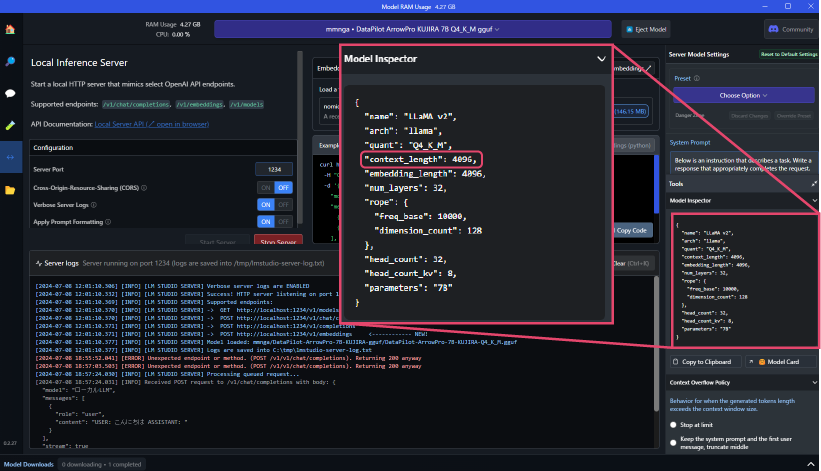 Model RAM Usage 4.27 GB
RAM Usage 4.27 GB
CPU: 0.00 %
mmnga • DataPilot ArrowPro KUJIRA 7B Q4_K_M gguf
Eject Model
Community
Local Inference Server
Start a local HTTP server that mimics select OpenAI API endpoints.
Supported endpoints: /v1/chat/completions, /v1/embeddings, /v1/models
API Documentation: Local Server API (↗ open in browser)
Configuration
Server Port 1234
Cross-Origin-Resource-Sharing (CORS) ON OFF
Verbose Server Logs ON OFF
Apply Prompt Formatting ON OFF
Start Server Stop Server
(146.15 MB)
(python)
Copy Code
Model Inspector
{
"name": "LLaMA v2",
"arch": "llama",
"quant": "Q4_K_M",
"context_length": 4096,
"embedding_length": 4096,
"num_layers": 32,
"rope": {
"freq_base": 10000,
"dimension_count": 128
},
"head_count": 32,
"head_count_kv": 8,
"parameters": "7B"
}
Server Model Settings Reset to Default Settings
Preset
Choose Option
Danger Zone Discard Changes Overwrite Preset
System Prompt
Below is an instruction that describes a task. Write a
response that appropriately completes the request.
Tools
Model Inspector
{
"name": "LLaMA v2",
"arch": "llama",
"quant": "Q4_K_M",
"context_length": 4096,
"embedding_length": 4096,
"num_layers": 32,
"rope": {
"freq_base": 10000,
"dimension_count": 128
},
"head_count": 32,
"head_count_kv": 8,
"parameters": "7B"
}
Copy to Clipboard Model Card
Context Overflow Policy
Behavior for when the generated tokens length
exceeds the context window size.
Stop at limit
Keep the system prompt and the first user
message, truncate middle
Server logs Server running on port 1234 (logs are saved into /tmp/lmstudio-server-log.txt)
Clear (Ctrl+K)
[2024-07-08 12:01:10.306] [INFO] [LM STUDIO SERVER] Verbose server logs are ENABLED
[2024-07-08 12:01:10.332] [INFO] [LM STUDIO SERVER] Success! HTTP server listening on port 1
[2024-07-08 12:01:10.369] [INFO] [LM STUDIO SERVER] Supported endpoints:
[2024-07-08 12:01:10.370] [INFO] [LM STUDIO SERVER] -> GET http://localhost:1234/v1/models
[2024-07-08 12:01:10.370] [INFO] [LM STUDIO SERVER] -> POST http://localhost:1234/v1/chat/comple
[2024-07-08 12:01:10.371] [INFO] [LM STUDIO SERVER] -> POST http://localhost:1234/v1/completions
[2024-07-08 12:01:10.371] [INFO] [LM STUDIO SERVER] -> POST http://localhost:1234/v1/embeddings <------------ NEW!
[2024-07-08 12:01:10.377] [INFO] [LM STUDIO SERVER] Model loaded: mmnga/DataPilot-ArrowPro-7B-KUJIRA-gguf/DataPilot-ArrowPro-7B-KUJIRA-Q4_K_M.gguf
[2024-07-08 12:01:10.377] [INFO] [LM STUDIO SERVER] Logs are saved into C:\tmp\lmstudio-server-log.txt
[2024-07-08 18:55:52.041] [ERROR] Unexpected endpoint or method. (POST /v1/v1/chat/completions). Returning 200 anyway
[2024-07-08 18:57:03.503] [ERROR] Unexpected endpoint or method. (POST /v1/v1/chat/completions). Returning 200 anyway
[2024-07-08 18:57:24.030] [INFO] [LM STUDIO SERVER] Processing queued request...
[2024-07-08 18:57:24.031] [INFO] Received POST request to /v1/chat/completions with body: {
"model": "ローカルLLM",
"messages": [
{
"role": "user",
"content": "USER: こんにちは ASSISTANT: "
}
],
"stream": true
0.2.27
Model Downloads 0 downloading • 1 completed